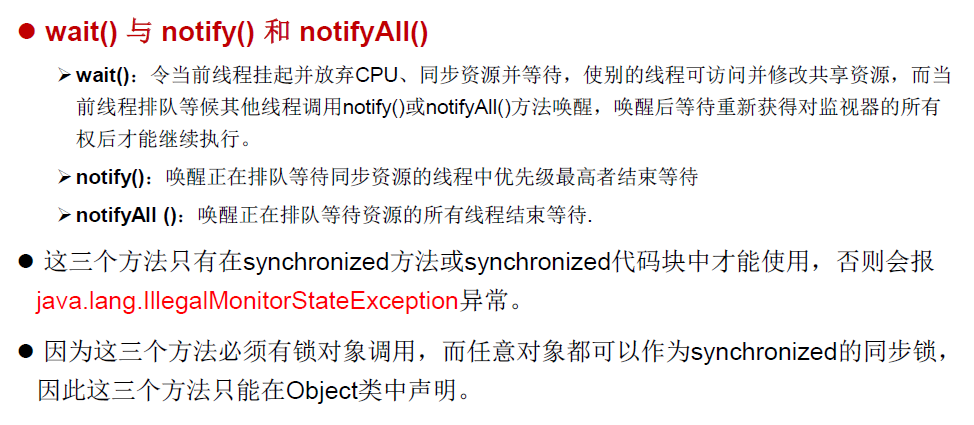 ● wait() 与 notify() 和 notifyAll()
➢ wait()：令当前线程挂起并放弃CPU、同步资源并等待，使别的线程可访问并修改共享资源，而当
前线程排队等候其他线程调用notify()或notifyAll()方法唤醒，唤醒后等待重新获得对监视器的所有
权后才能继续执行。
➢ notify()：唤醒正在排队等待同步资源的线程中优先级最高者结束等待
➢ notifyAll ()：唤醒正在排队等待资源的所有线程结束等待.
● 这三个方法只有在synchronized方法或synchronized代码块中才能使用，否则会报
java.lang.IllegalMonitorStateException异常。
● 因为这三个方法必须有锁对象调用，而任意对象都可以作为synchronized的同步锁，
因此这三个方法只能在Object类中声明。